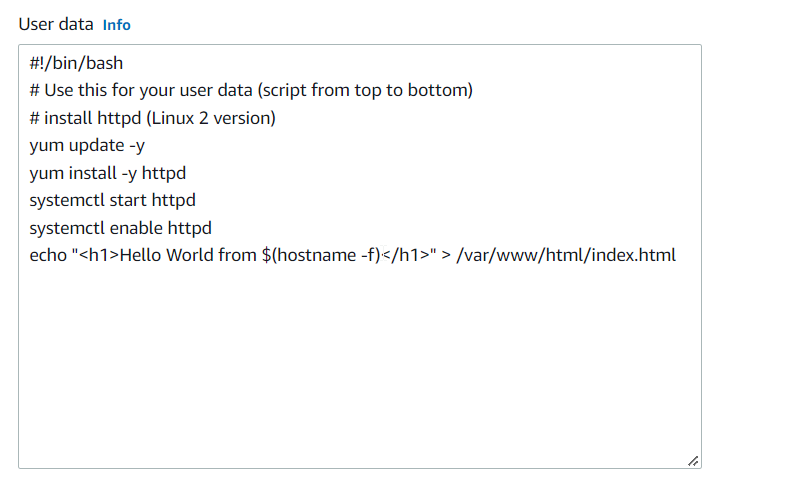 User data Info
#!/bin/bash
# Use this for your user data (script from top to bottom)
# install httpd (Linux 2 version)
yum update -y
yum install -y httpd
systemctl start httpd
systemctl enable httpd
echo "<h1>Hello World from $(hostname -f)</h1>" > /var/www/html/index.html